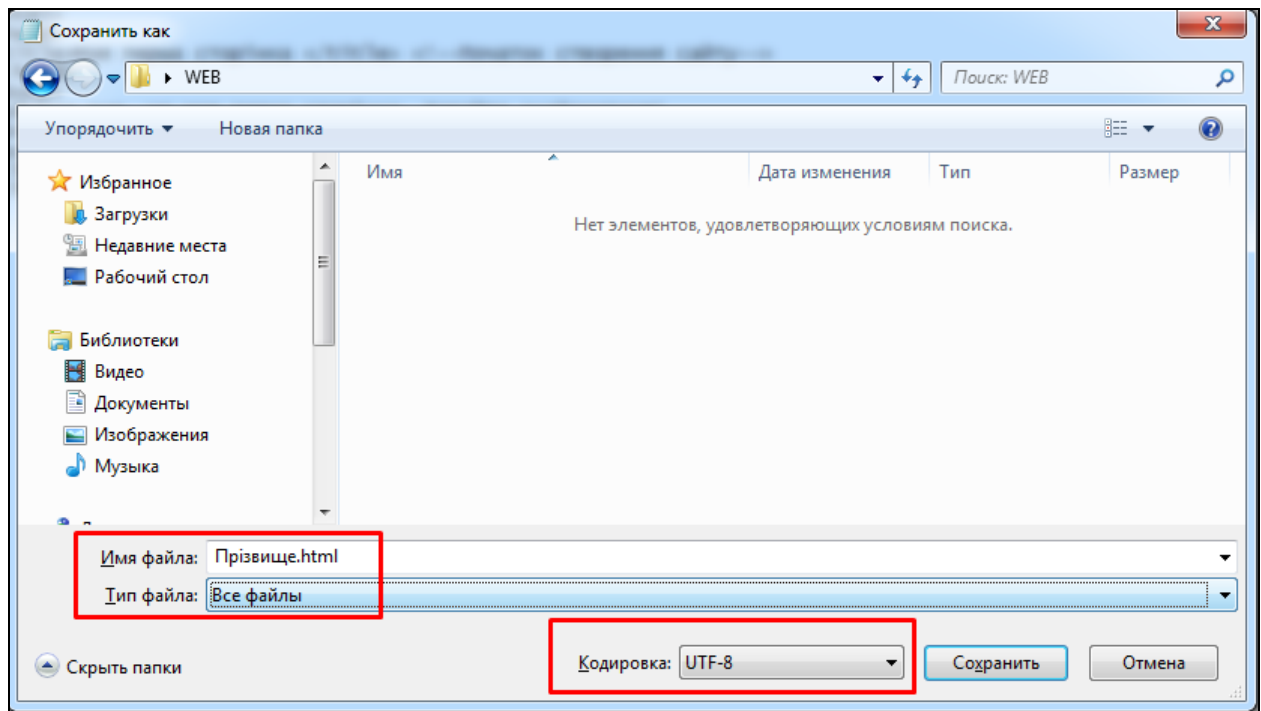 Сохранить как
WEB
Поиск: WEB
Упорядочить
Новая папка
Имя
Дата изменения
Тип
Размер
Нет элементов, удовлетворяющих условиям поиска.
Избранное
Загрузки
Недавние места
Рабочий стол
Библиотеки
Видео
Документы
Изображения
Музыка
Имя файла: Прізвище.html
Тип файла: Все файлы
Скрыть папки
Кодировка: UTF-8
Сохранить
Отмена